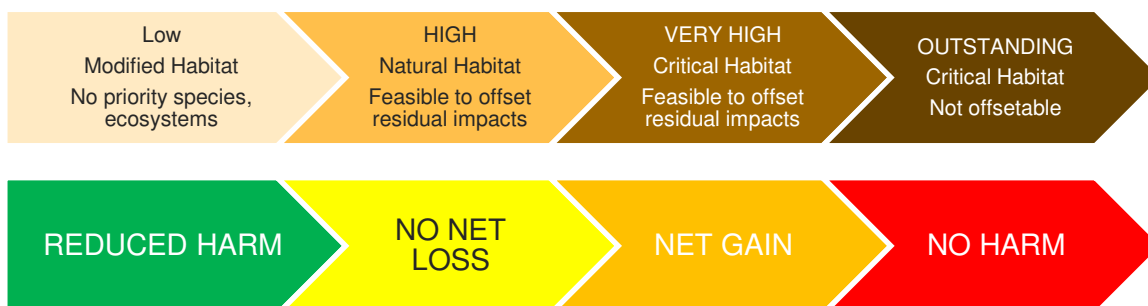 Low
Modified Habitat
No priority species,
ecosystems
HIGH
Natural Habitat
Feasible to offset
residual impacts
VERY HIGH
Critical Habitat
Feasible to offset
residual impacts
OUTSTANDING
Critical Habitat
Not offsetable
REDUCED HARM
NO NET
LOSS
NET GAIN
NO HARM